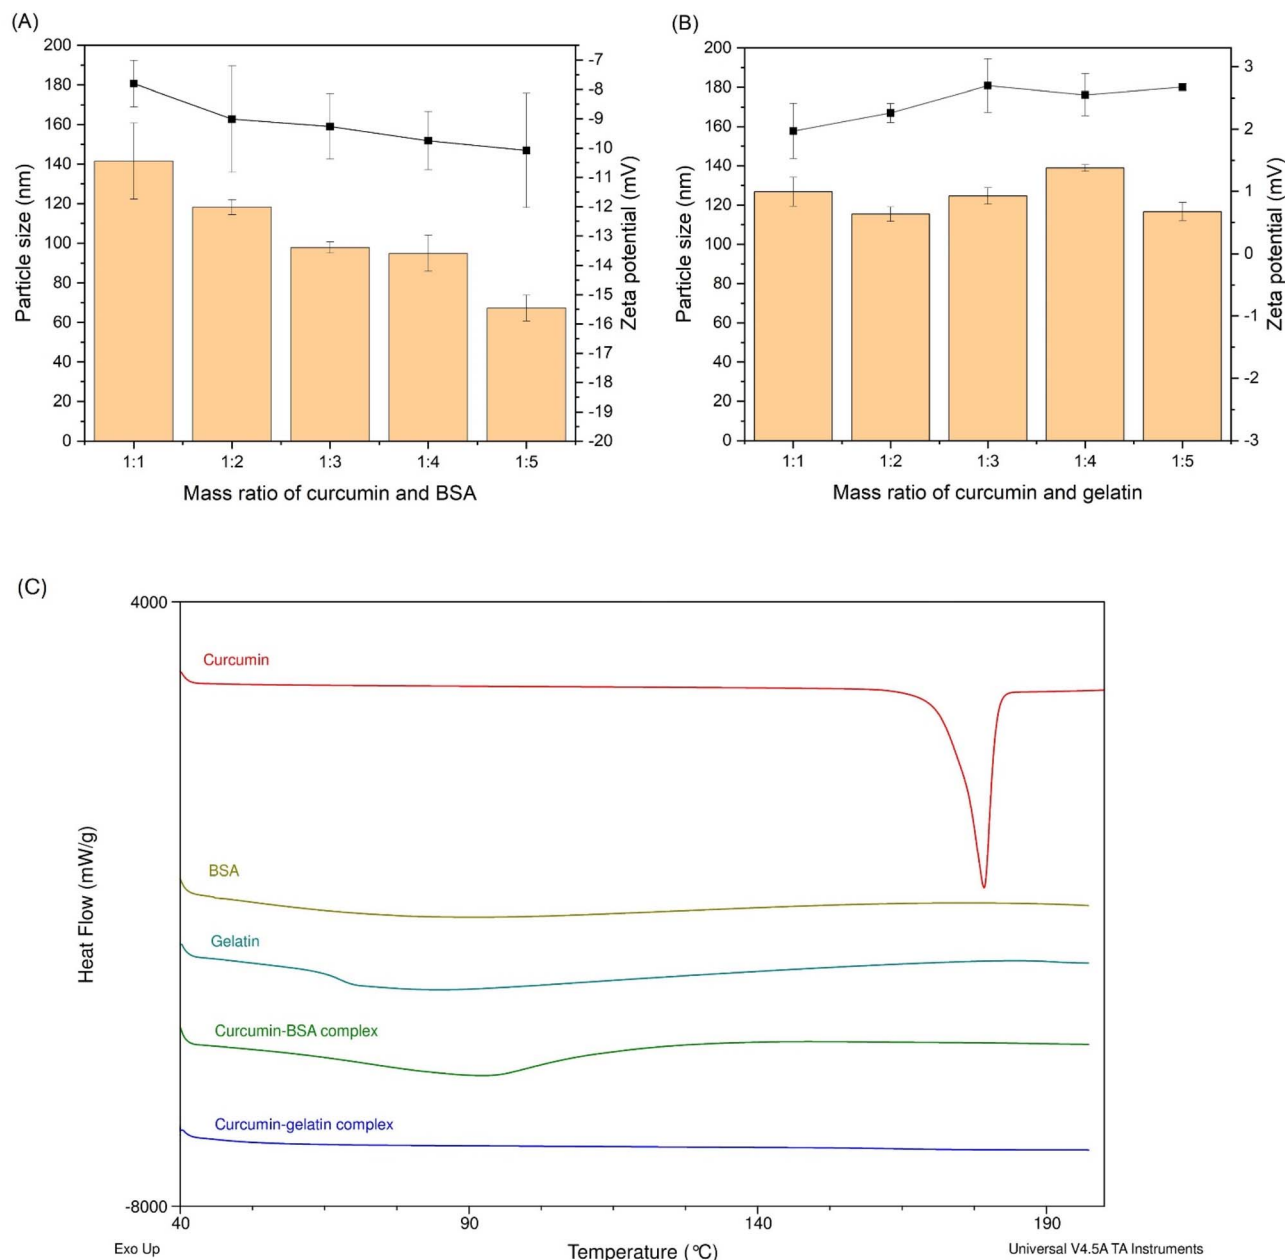 (A)
200
180
160
140
120
100
80
60
40
20
0
Particle size (nm)
-7
-8
-9
-10
-11
-12
-13
-14
-15
-16
-17
-18
-19
-20
Zeta potential (mV)
1:1 1:2 1:3 1:4 1:5
Mass ratio of curcumin and BSA
(B)
200
180
160
140
120
100
80
60
40
20
0
Particle size (nm)
3
2
1
0
-1
-2
-3
Zeta potential (mV)
1:1 1:2 1:3 1:4 1:5
Mass ratio of curcumin and gelatin
(C)
4000
Curcumin
BSA
Gelatin
Curcumin-BSA complex
Curcumin-gelatin complex
Heat Flow (mW/g)
-8000
40 90 140 190
Exo Up
Temperature (°C)
Universal V4.5A TA Instruments